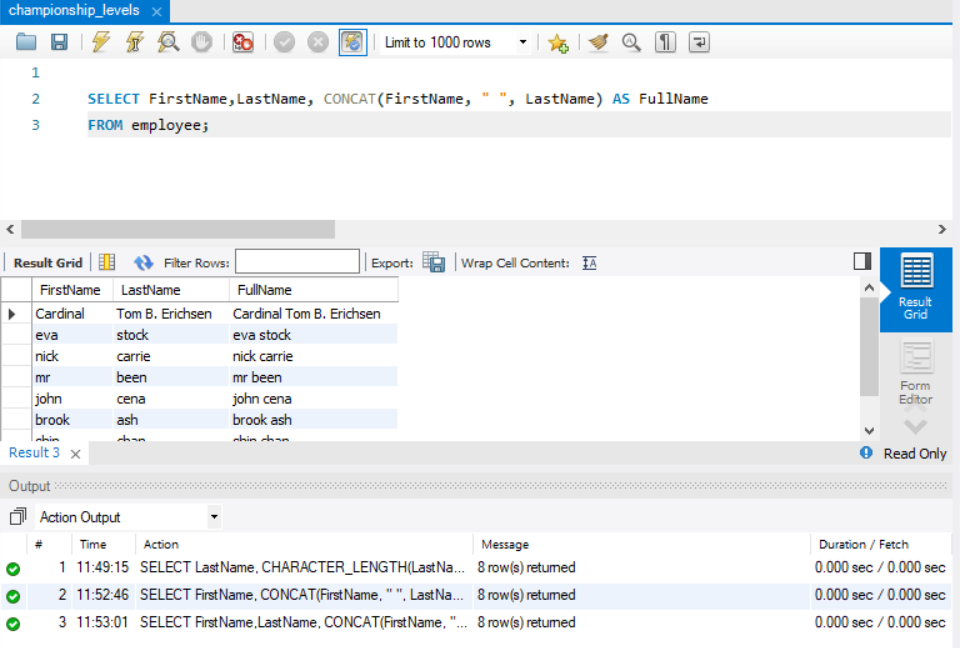 championship_levels
Limit to 1000 rows
1
2 SELECT FirstName,LastName, CONCAT(FirstName, " ", LastName) AS FullName
3 FROM employee;
Result Grid Filter Rows: Export: Wrap Cell Content:
FirstName LastName FullName
Cardinal Tom B. Erichsen Cardinal Tom B. Erichsen
eva stock eva stock
nick carrie nick carrie
mr been mr been
john cena john cena
brook ash brook ash
Result Grid
Form Editor
Result 3 Read Only
Output
Action Output
# Time Action Message Duration / Fetch
1 11:49:15 SELECT LastName, CHARACTER_LENGTH(LastNa... 8 row(s) returned 0.000 sec / 0.000 sec
2 11:52:46 SELECT FirstName, CONCAT(FirstName, " ", LastNa... 8 row(s) returned 0.000 sec / 0.000 sec
3 11:53:01 SELECT FirstName,LastName, CONCAT(FirstName, "... 8 row(s) returned 0.000 sec / 0.000 sec